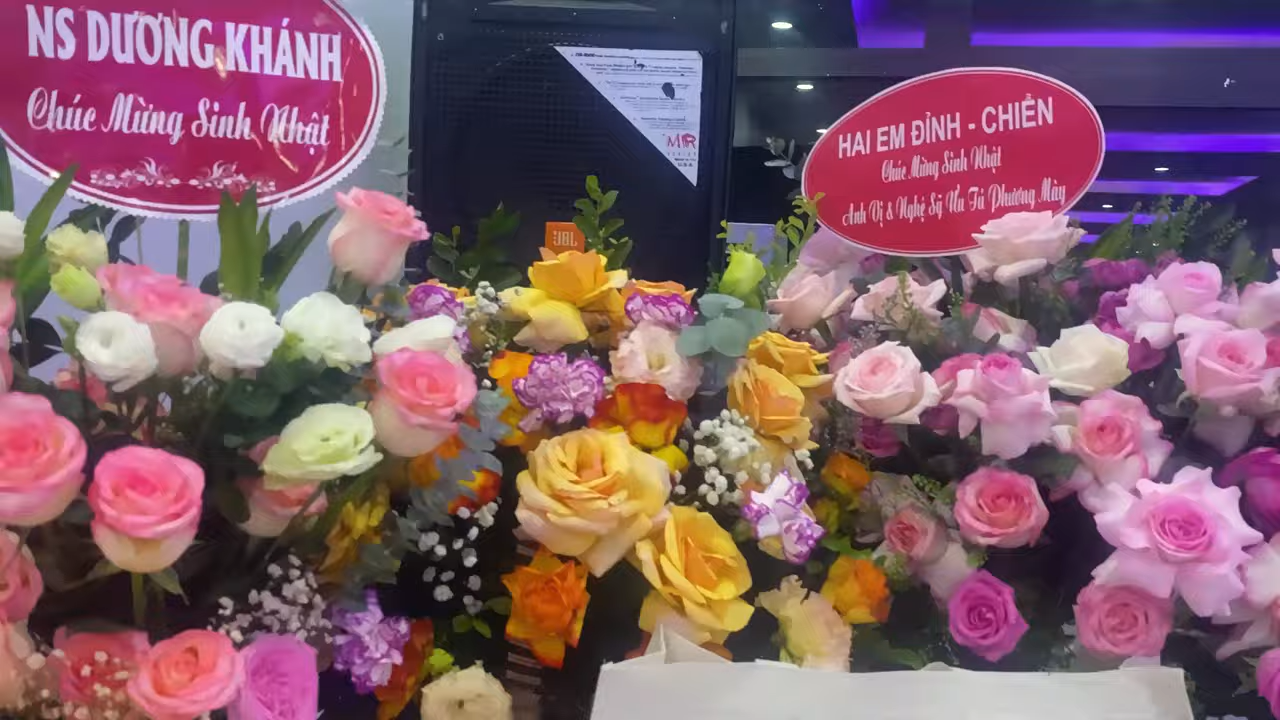 NS DƯƠNG KHÁNH
Chúc Mừng Sinh Nhật
HAI EM ĐỈNH - CHIẾN
Chúc Mừng Sinh Nhật
Anh Vị & Nghệ Sỹ Ưu Tú Phương Mày
JBL